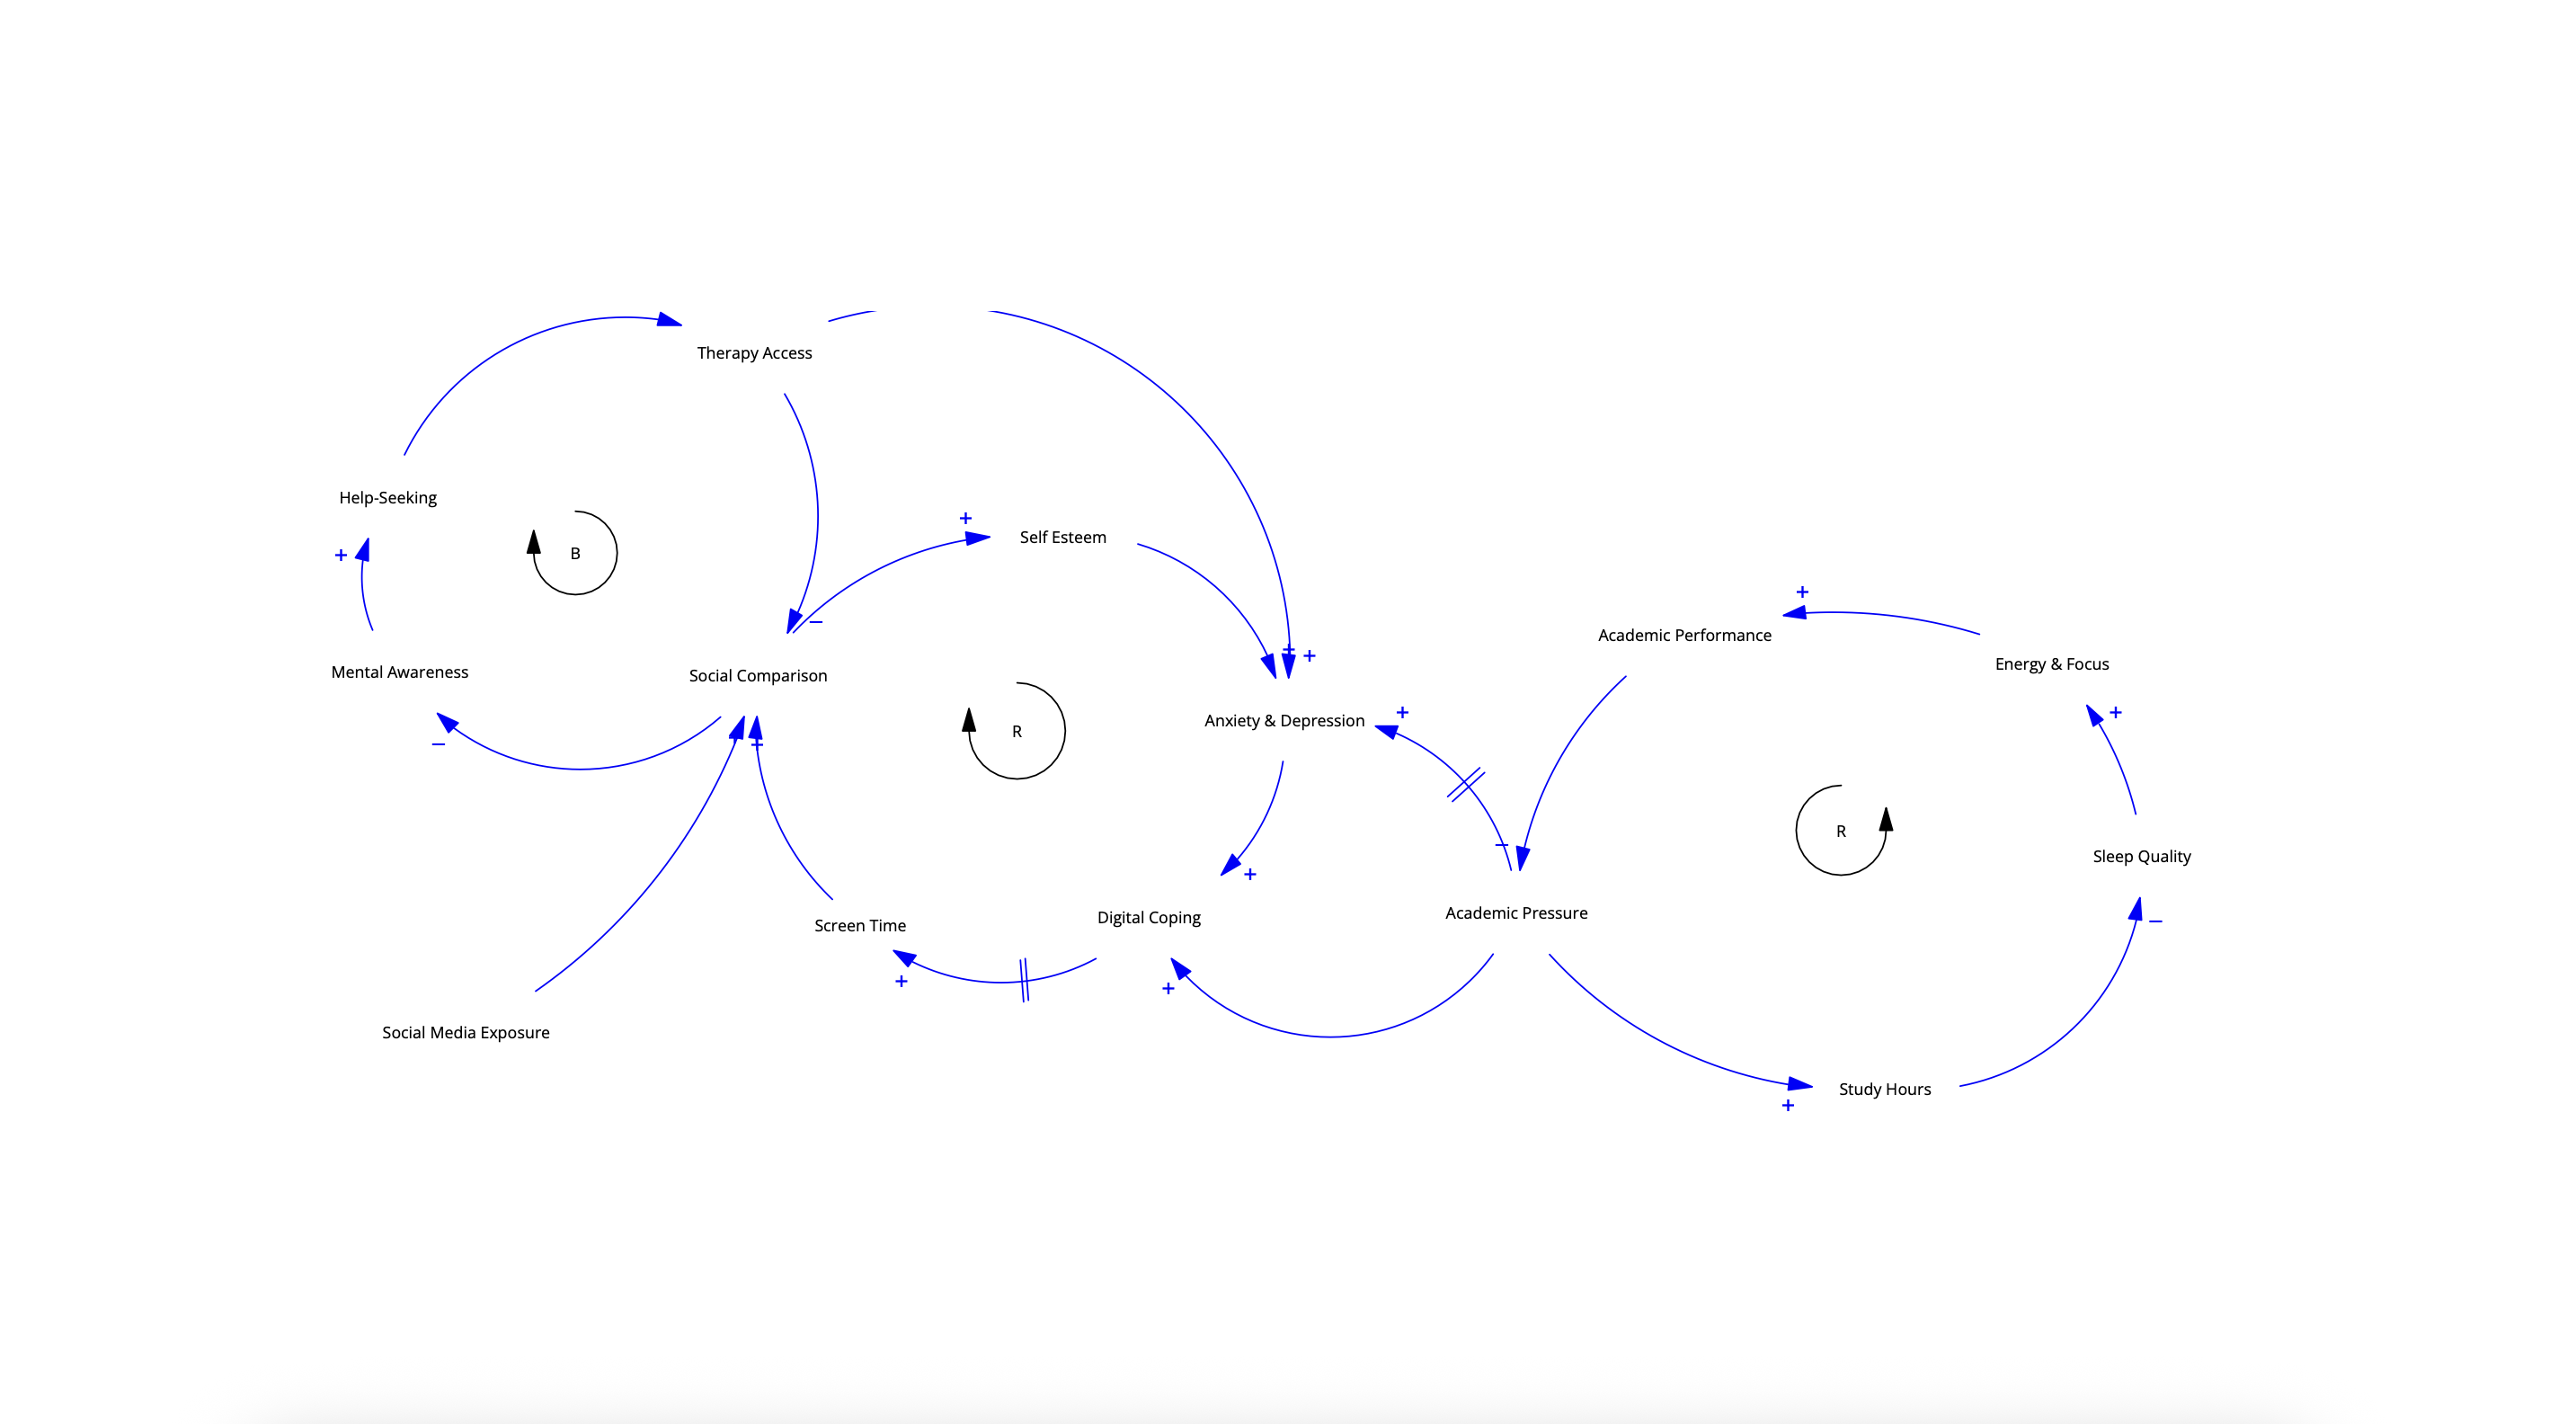 Therapy Access
Help-Seeking
+
Self Esteem
+
B
+
Academic Performance
–
+
+
Energy & Focus
Mental Awareness
Social Comparison
Anxiety & Depression
+
+
–
+
R
R
–
Sleep Quality
+
Digital Coping
Academic Pressure
Screen Time
–
+
+
Social Media Exposure
Study Hours
+